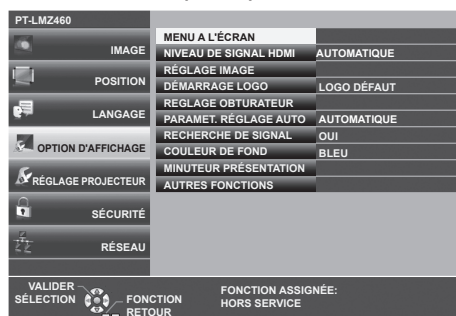 PT-LMZ460
IMAGE
POSITION
LANGAGE
OPTION D'AFFICHAGE
RÉGLAGE PROJECTEUR
SÉCURITÉ
RÉSEAU
MENU A L'ÉCRAN
NIVEAU DE SIGNAL HDMI AUTOMATIQUE
RÉGLAGE IMAGE
DÉMARRAGE LOGO LOGO DÉFAUT
REGLAGE OBTURATEUR
PARAMET. RÉGLAGE AUTO AUTOMATIQUE
RECHERCHE DE SIGNAL OUI
COULEUR DE FOND BLEU
MINUTEUR PRÉSENTATION
AUTRES FONCTIONS
VALIDER
SÉLECTION
FONCTION
RETOUR
FONCTION ASSIGNÉE:
HORS SERVICE